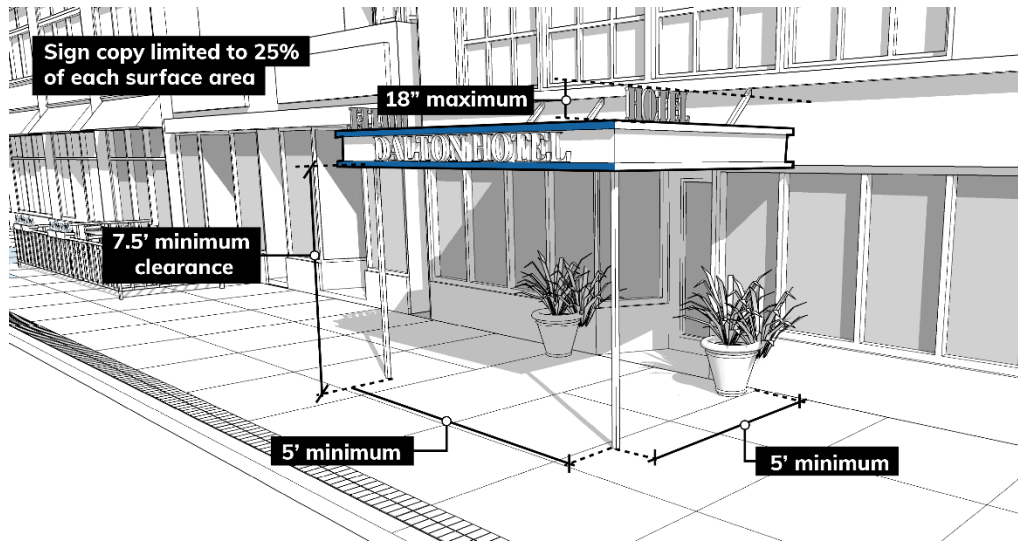 Sign copy limited to 25%
of each surface area
18” maximum
HOTEL
DALTON HOTEL
7.5’ minimum
clearance
5’ minimum
5’ minimum